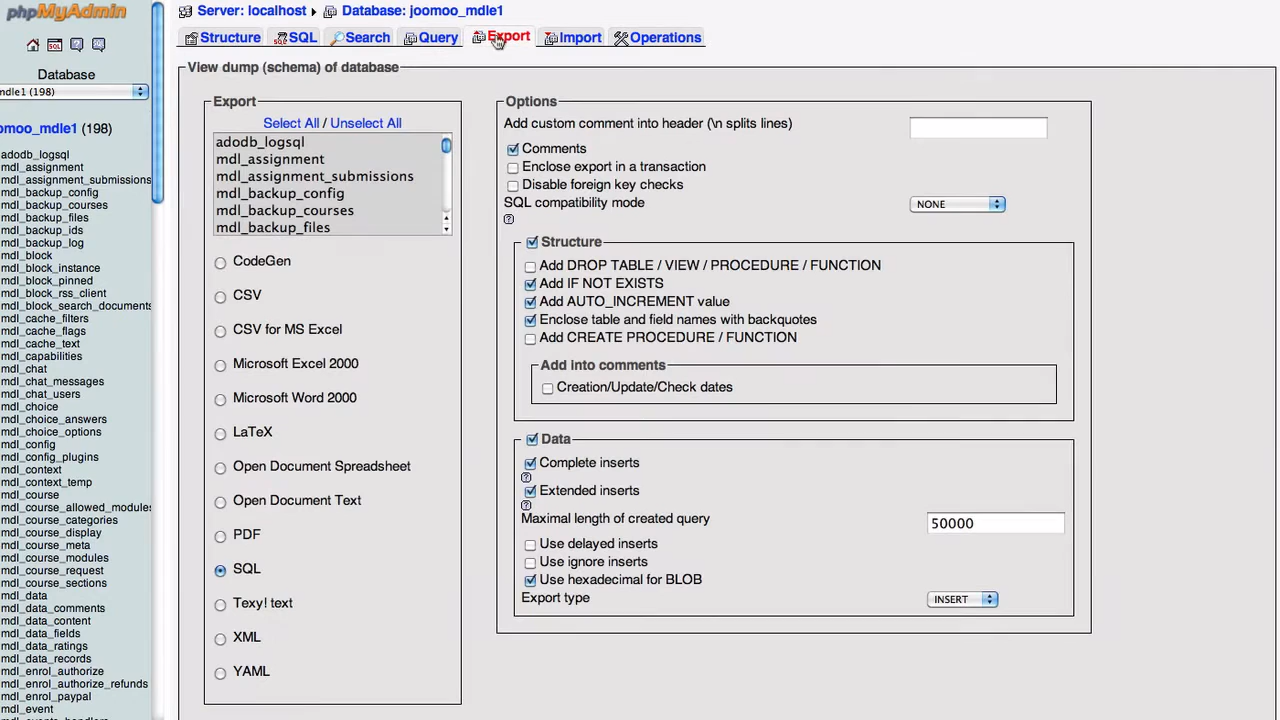 phpMyAdmin
Database
mdle1 (198)
oomoo_mdle1 (198)
adodb_logsql
mdl_assignment
mdl_assignment_submissions
mdl_backup_config
mdl_backup_courses
mdl_backup_files
mdl_backup_ids
mdl_backup_log
mdl_block
mdl_block_instance
mdl_block_pinned
mdl_block_rss_client
mdl_block_search_documents
mdl_cache_filters
mdl_cache_flags
mdl_cache_text
mdl_capabilities
mdl_chat
mdl_chat_messages
mdl_chat_users
mdl_choice
mdl_choice_answers
mdl_choice_options
mdl_config
mdl_config_plugins
mdl_context
mdl_context_temp
mdl_course
mdl_course_allowed_modules
mdl_course_categories
mdl_course_display
mdl_course_meta
mdl_course_modules
mdl_course_request
mdl_course_sections
mdl_data
mdl_data_comments
mdl_data_content
mdl_data_fields
mdl_data_ratings
mdl_data_records
mdl_enrol_authorize
mdl_enrol_authorize_refunds
mdl_enrol_paypal
mdl_event
Server: localhost Database: joomoo_mdle1
Structure SQL Search Query Export Import Operations
View dump (schema) of database
Export
Select All / Unselect All
adodb_logsql
mdl_assignment
mdl_assignment_submissions
mdl_backup_config
mdl_backup_courses
mdl_backup_files
CodeGen
CSV
CSV for MS Excel
Microsoft Excel 2000
Microsoft Word 2000
LaTeX
Open Document Spreadsheet
Open Document Text
PDF
SQL
Texy! text
XML
YAML
Options
Add custom comment into header (\n splits lines)
Comments
Enclose export in a transaction
Disable foreign key checks
SQL compatibility mode NONE
Structure
Add DROP TABLE / VIEW / PROCEDURE / FUNCTION
Add IF NOT EXISTS
Add AUTO_INCREMENT value
Enclose table and field names with backquotes
Add CREATE PROCEDURE / FUNCTION
Add into comments
Creation/Update/Check dates
Data
Complete inserts
Extended inserts
Maximal length of created query 50000
Use delayed inserts
Use ignore inserts
Use hexadecimal for BLOB
Export type INSERT